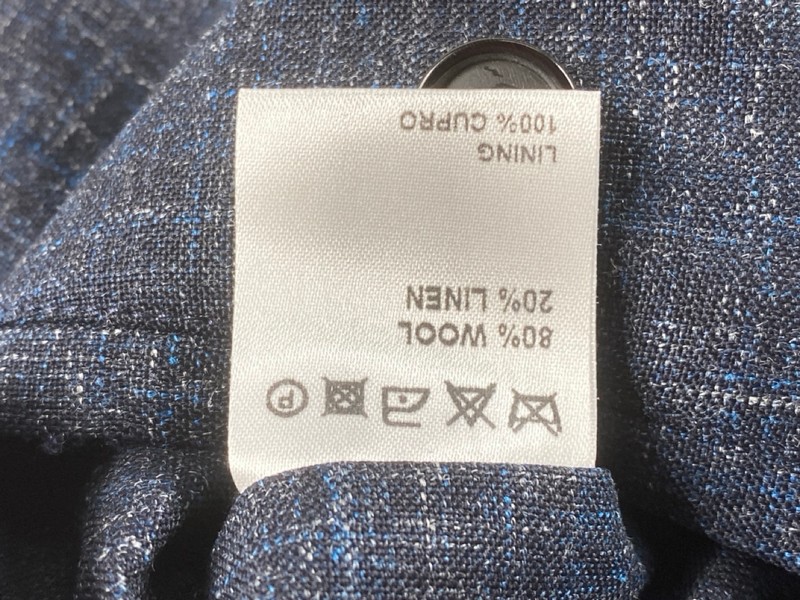 Ⓟ
80% WOOL
20% LINEN
LINING
100% CUPRO